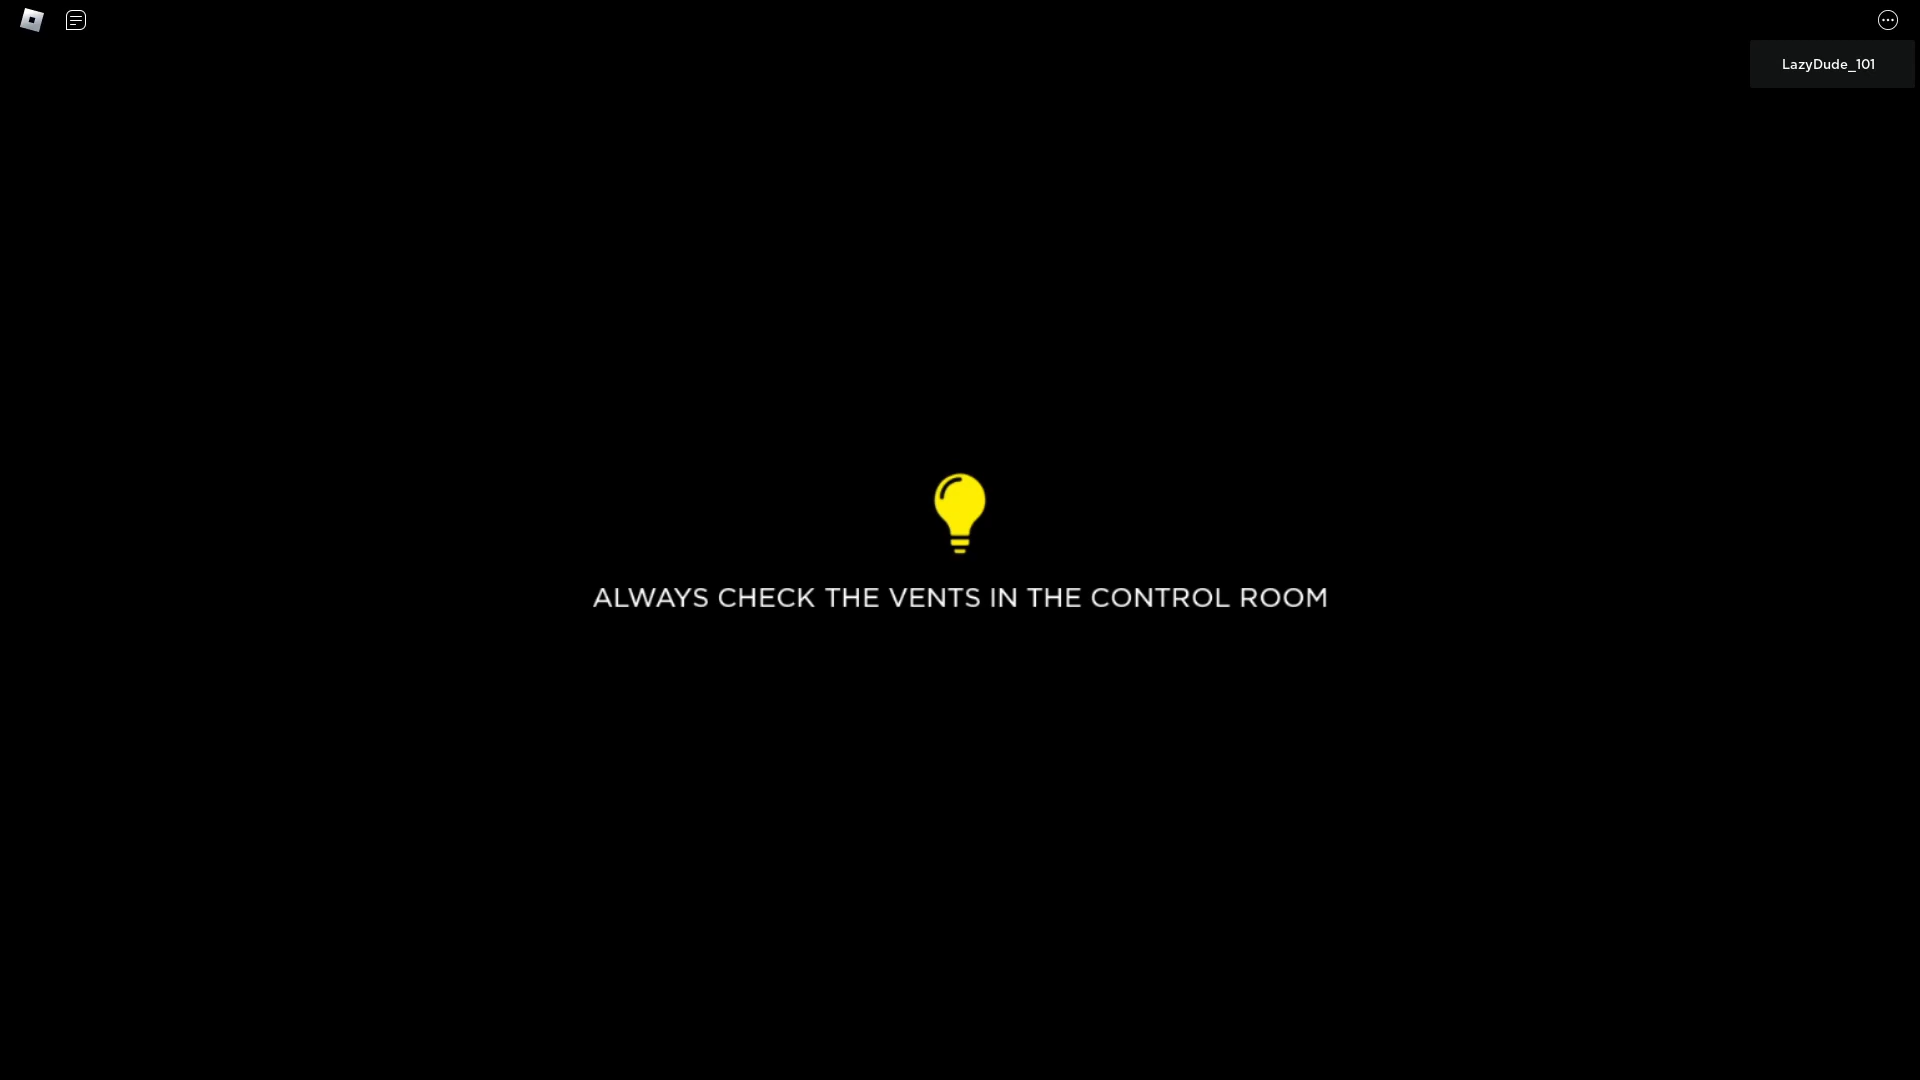 LazyDude_101
ALWAYS CHECK THE VENTS IN THE CONTROL ROOM